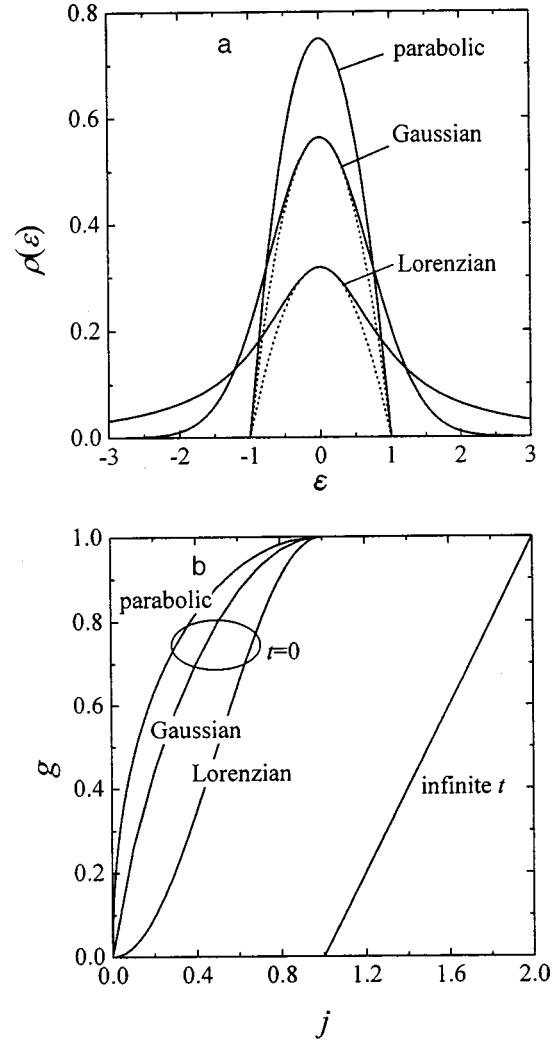 0.8
a
parabolic
0.6
Gaussian
ρ(ε)
0.4
Lorenzian
0.2
0.0
-3 -2 -1 0 1 2 3
ε
1.0
b
parabolic
0.8
t=0
Gaussian
0.6
Lorenzian
g
infinite t
0.4
0.2
0.0
0.0 0.4 0.8 1.2 1.6 2.0
j